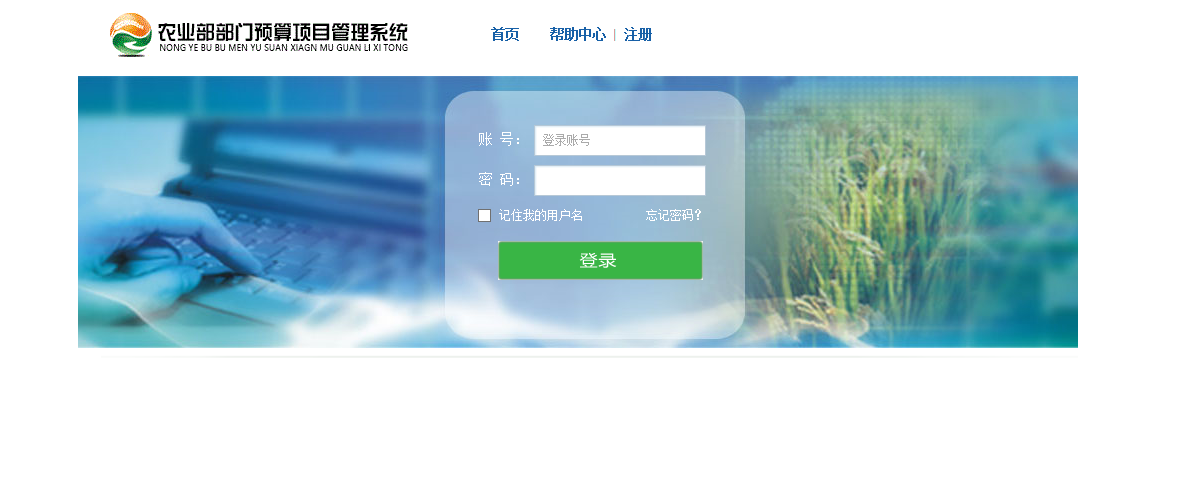 农业部部门预算项目管理系统
NONG YE BU BU MEN YU SUAN XIAGN MU GUAN LI XI TONG
首页 帮助中心 | 注册
账 号： 登录账号
密 码：
记住我的用户名 忘记密码？
登录